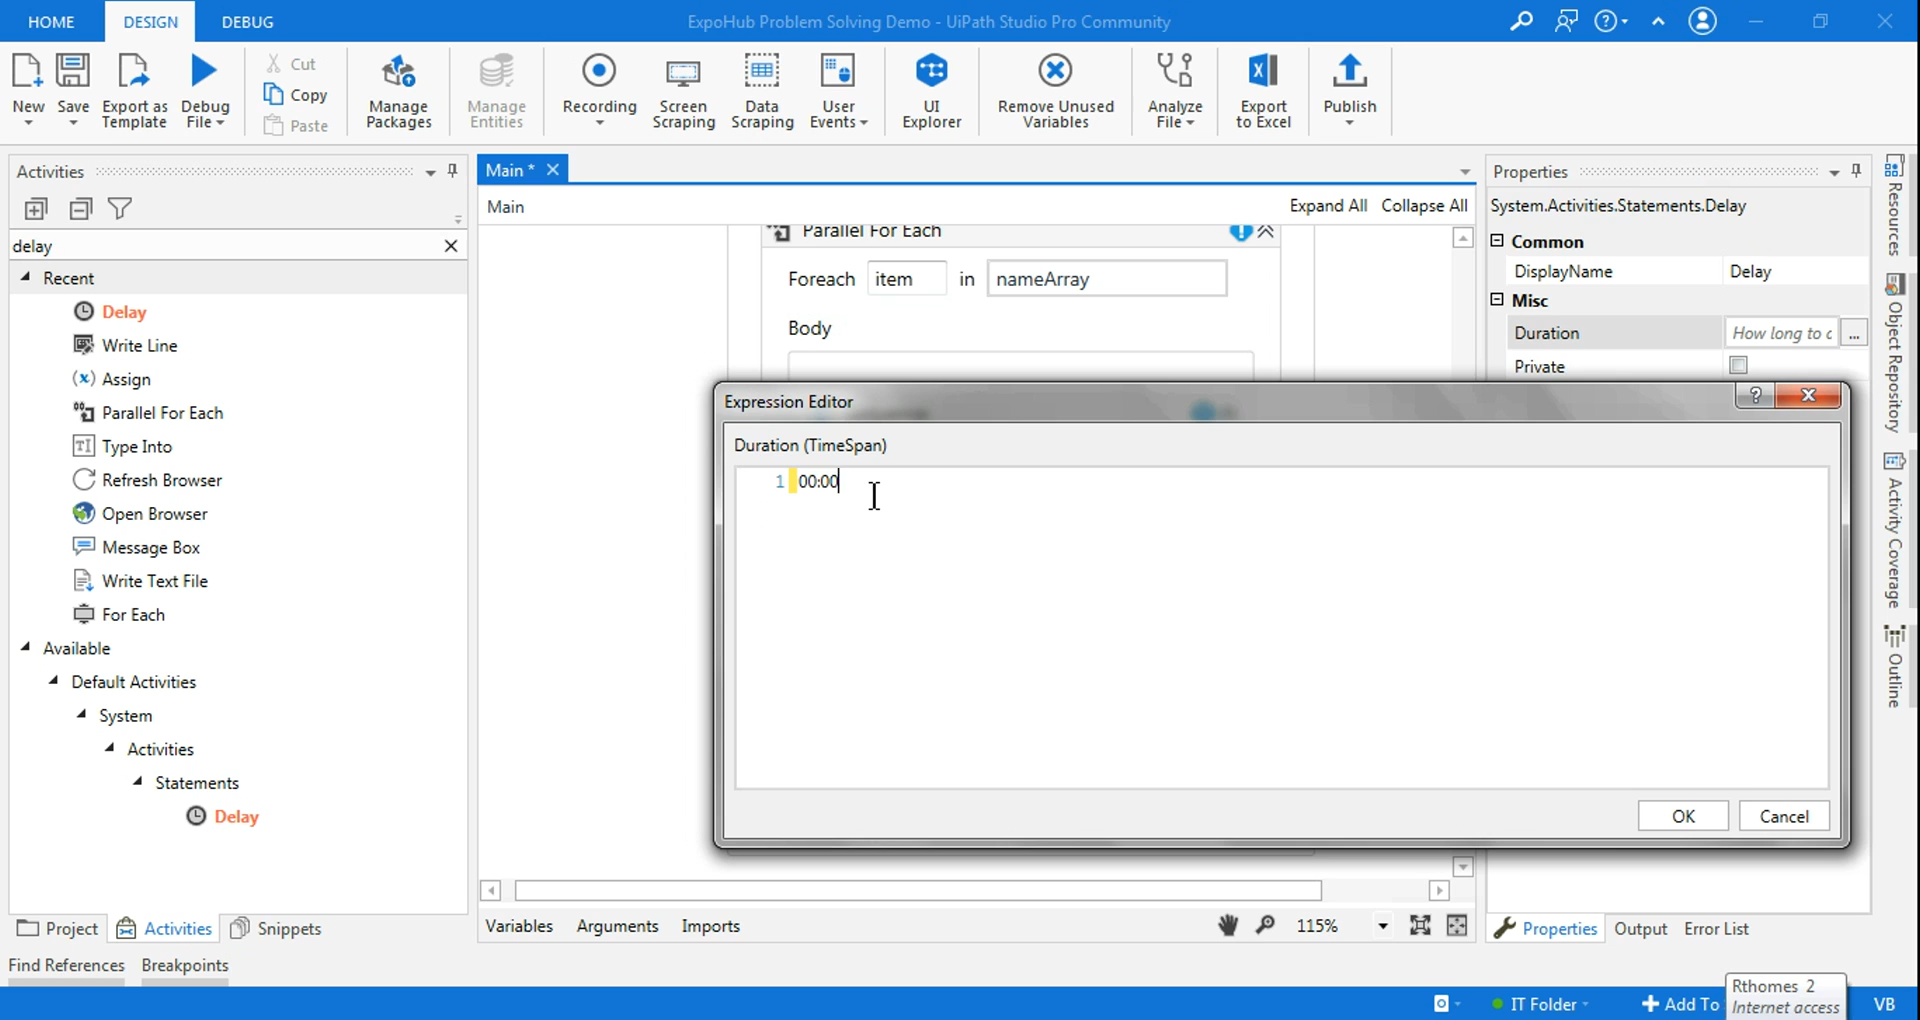 HOME DESIGN DEBUG ExpoHub Problem Solving Demo - UiPath Studio Pro Community
New Save Export as Template Debug File Cut Copy Paste Manage Packages Manage Entities Recording Screen Scraping Data Scraping User Events UI Explorer Remove Unused Variables Analyze File Export to Excel Publish
Activities
delay
Recent
Delay
Write Line
Assign
Parallel For Each
Type Into
Refresh Browser
Open Browser
Message Box
Write Text File
For Each
Available
Default Activities
System
Activities
Statements
Delay
Project Activities Snippets
Find References Breakpoints
Main *
Main Expand All Collapse All
Parallel For Each
Foreach item in nameArray
Body
Expression Editor
Duration (TimeSpan)
1 00:00
OK Cancel
Variables Arguments Imports 115%
Properties
System.Activities.Statements.Delay
Common
DisplayName Delay
Misc
Duration How long to c ...
Private
Properties Output Error List
Resources
Object Repository
Activity Coverage
Outline
IT Folder Add To VB
Rthomes 2
Internet access